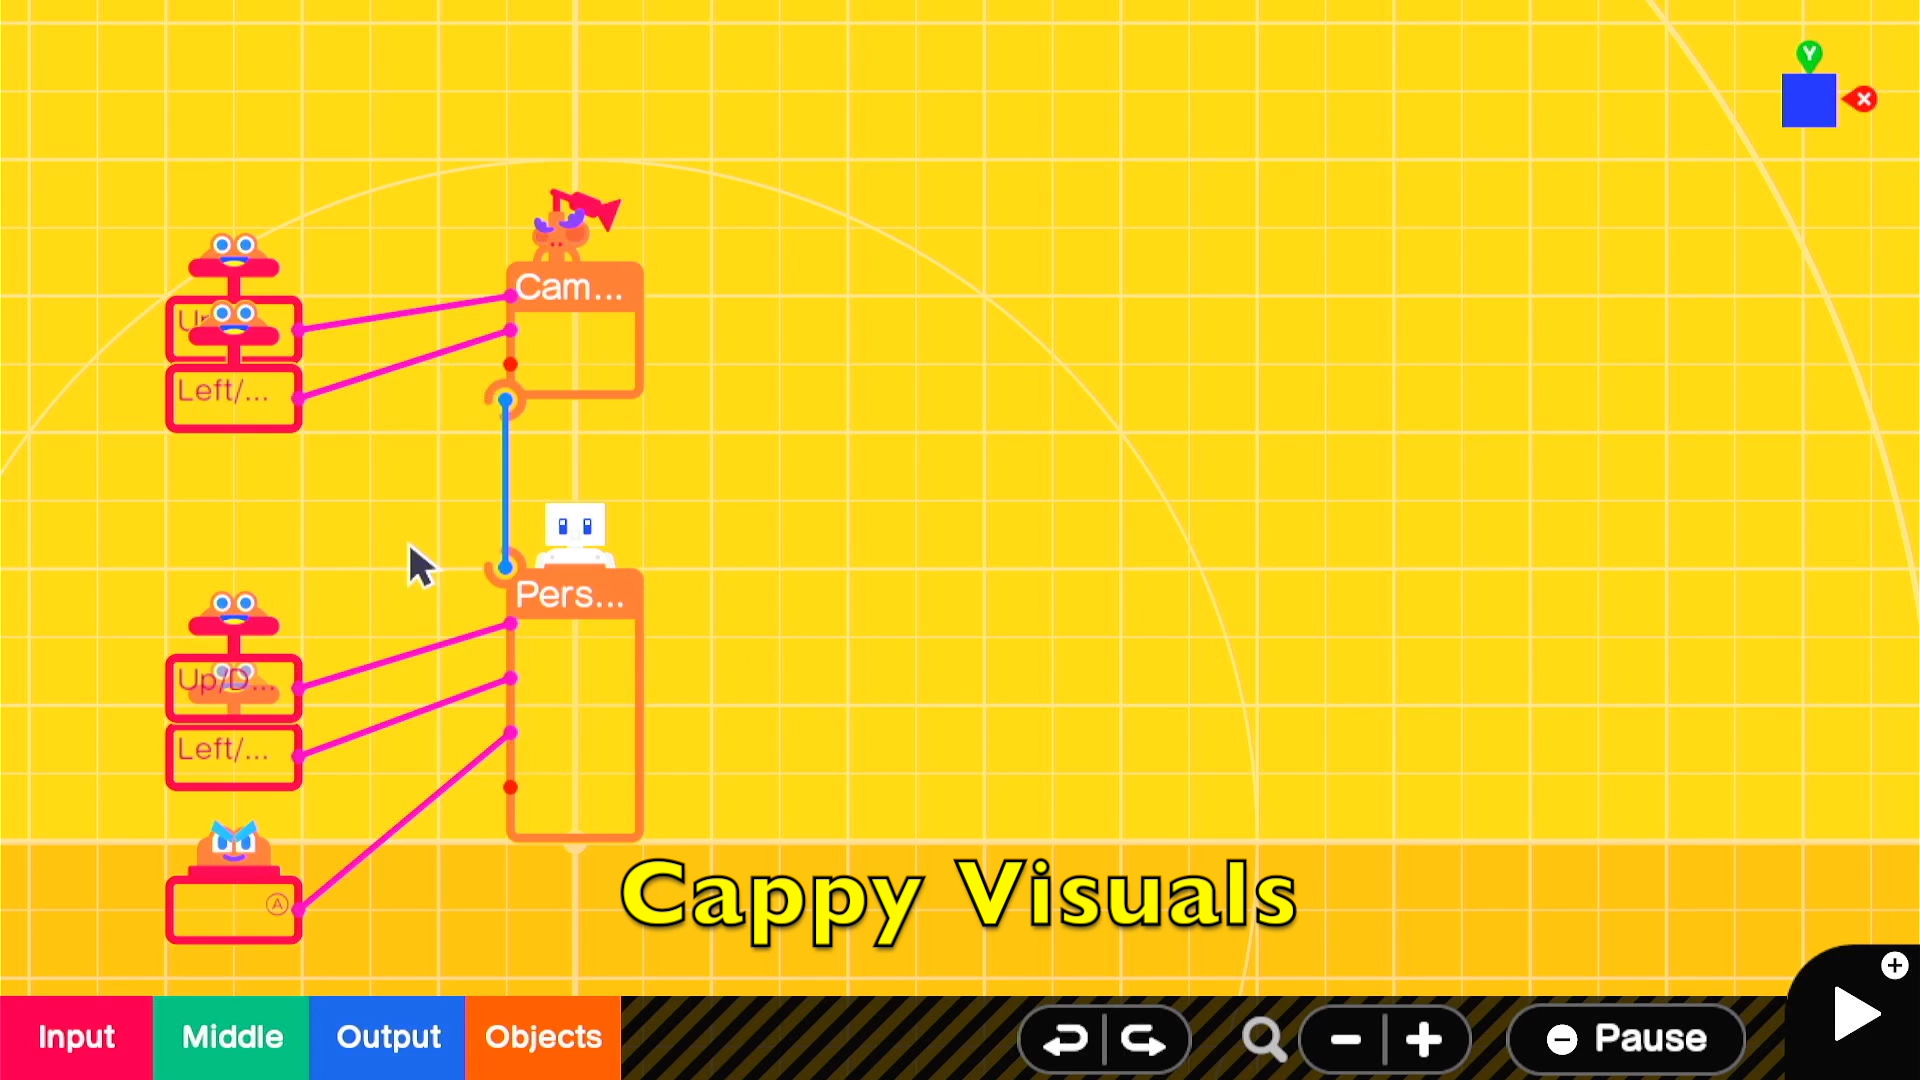 Y
X
Cam...
Left/...
Pers...
Up/D...
Left/...
A
Cappy Visuals
Input
Middle
Output
Objects
Pause